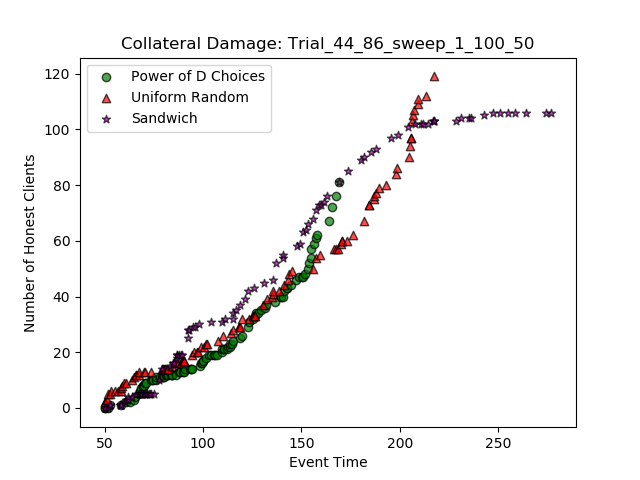 Collateral Damage: Trial_44_86_sweep_1_100_50
Power of D Choices
Uniform Random
Sandwich
Number of Honest Clients
120
100
80
60
40
20
0
50 100 150 200 250
Event Time